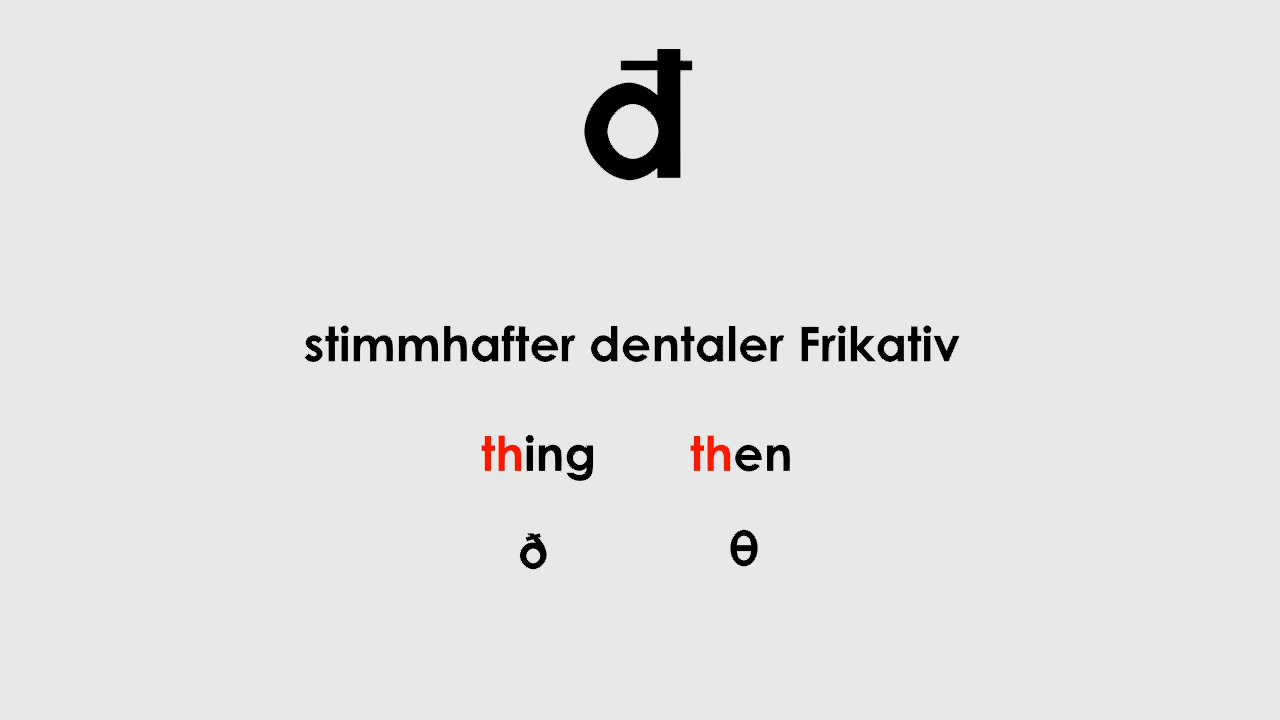 đ
stimmhafter dentaler Frikativ
thing then
ð θ